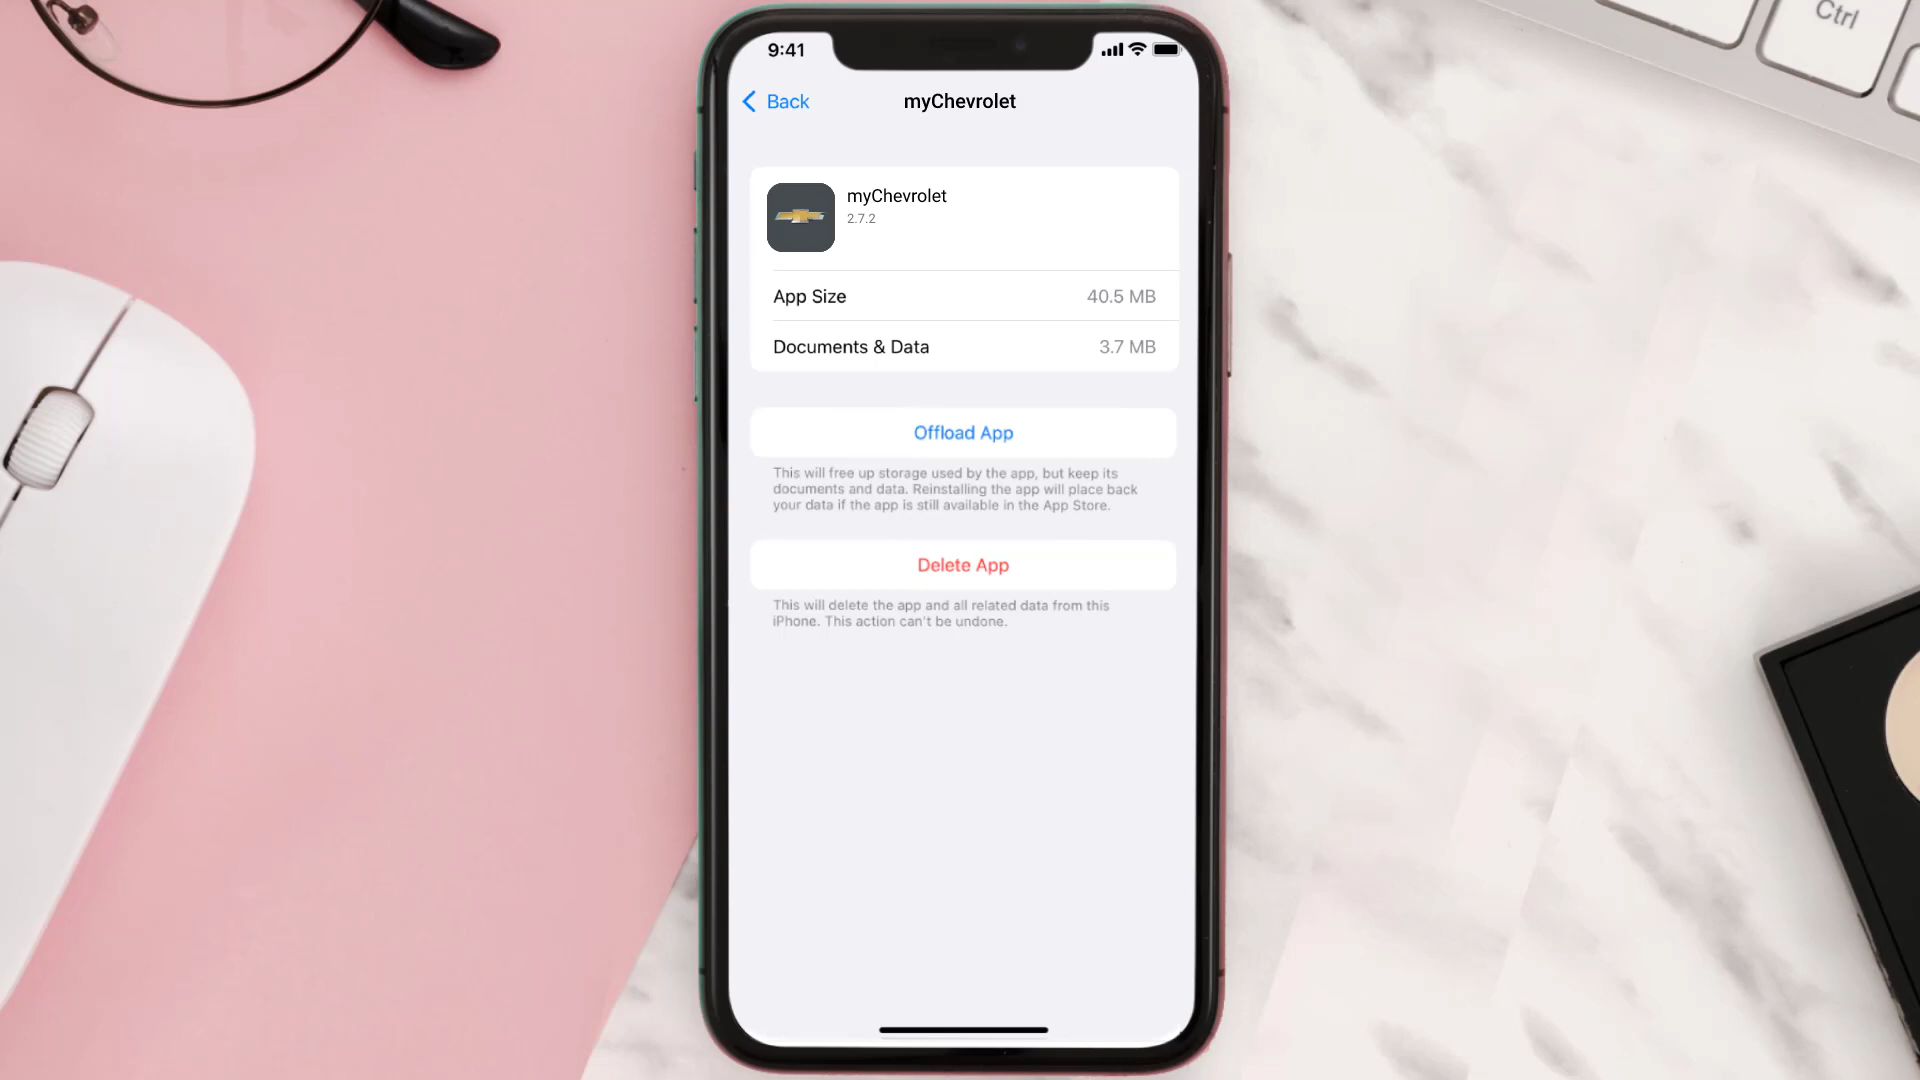 Ctrl
9:41
Back
myChevrolet
myChevrolet
2.7.2
App Size 40.5 MB
Documents & Data 3.7 MB
Offload App
This will free up storage used by the app, but keep its
documents and data. Reinstalling the app will place back
your data if the app is still available in the App Store.
Delete App
This will delete the app and all related data from this
iPhone. This action can't be undone.